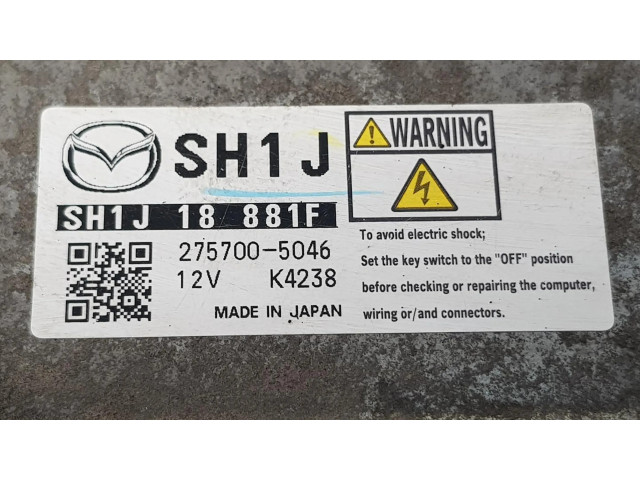 SH1J
SH1J 18 881F
275700-5046
12V K4238
MADE IN JAPAN
WARNING
To avoid electric shock;
Set the key switch to the "OFF" position
before checking or repairing the computer,
wiring or/and connectors.